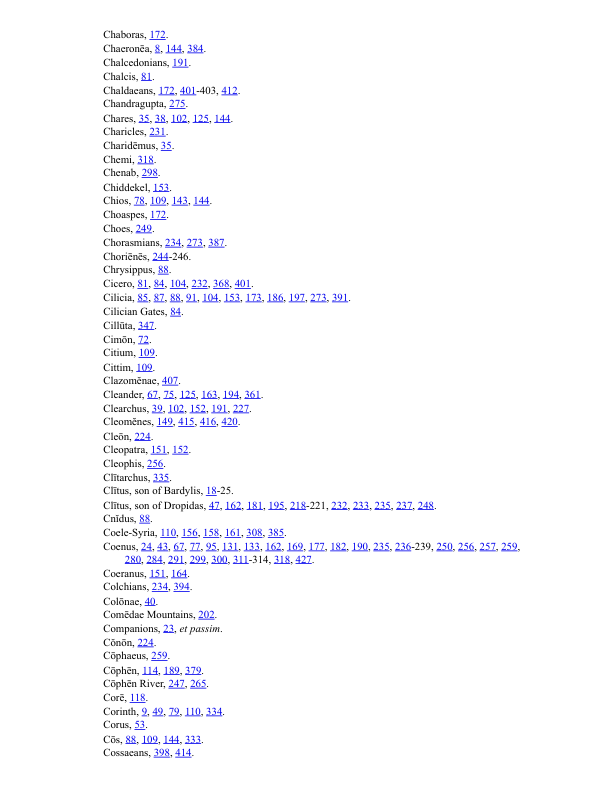 Chaboras, 172.
Chaeronēa, 8, 144, 384.
Chalcedonians, 191.
Chalcis, 81.
Chaldaeans, 172, 401-403, 412.
Chandragupta, 275.
Chares, 35, 38, 102, 125, 144.
Charicles, 231.
Charidēmus, 35.
Chemi, 318.
Chenab, 298.
Chiddekel, 153.
Chios, 78, 109, 143, 144.
Choaspes, 172.
Choes, 249.
Chorasmians, 234, 273, 387.
Choriēnēs, 244-246.
Chrysippus, 88.
Cicero, 81, 84, 104, 232, 368, 401.
Cilicia, 85, 87, 88, 91, 104, 153, 173, 186, 197, 273, 391.
Cilician Gates, 84.
Cillūta, 347.
Cimōn, 72.
Citium, 109.
Cittim, 109.
Clazomēnae, 407.
Cleander, 67, 75, 125, 163, 194, 361.
Clearchus, 39, 102, 152, 191, 227.
Cleomēnes, 149, 415, 416, 420.
Cleōn, 224.
Cleopatra, 151, 152.
Cleophis, 256.
Clītarchus, 335.
Clītus, son of Bardylis, 18-25.
Clītus, son of Dropidas, 47, 162, 181, 195, 218-221, 232, 233, 235, 237, 248.
Cnīdus, 88.
Coele-Syria, 110, 156, 158, 161, 308, 385.
Coenus, 24, 43, 67, 77, 95, 131, 133, 162, 169, 177, 182, 190, 235, 236-239, 250, 256, 257, 259,
280, 284, 291, 299, 300, 311-314, 318, 427.
Coeranus, 151, 164.
Colchians, 234, 394.
Colōnae, 40.
Comēdae Mountains, 202.
Companions, 23, et passim.
Cōnōn, 224.
Cōphaeus, 259.
Cōphēn, 114, 189, 379.
Cōphēn River, 247, 265.
Corē, 118.
Corinth, 9, 49, 79, 110, 334.
Corus, 53.
Cōs, 88, 109, 144, 333.
Cossaeans, 398, 414.